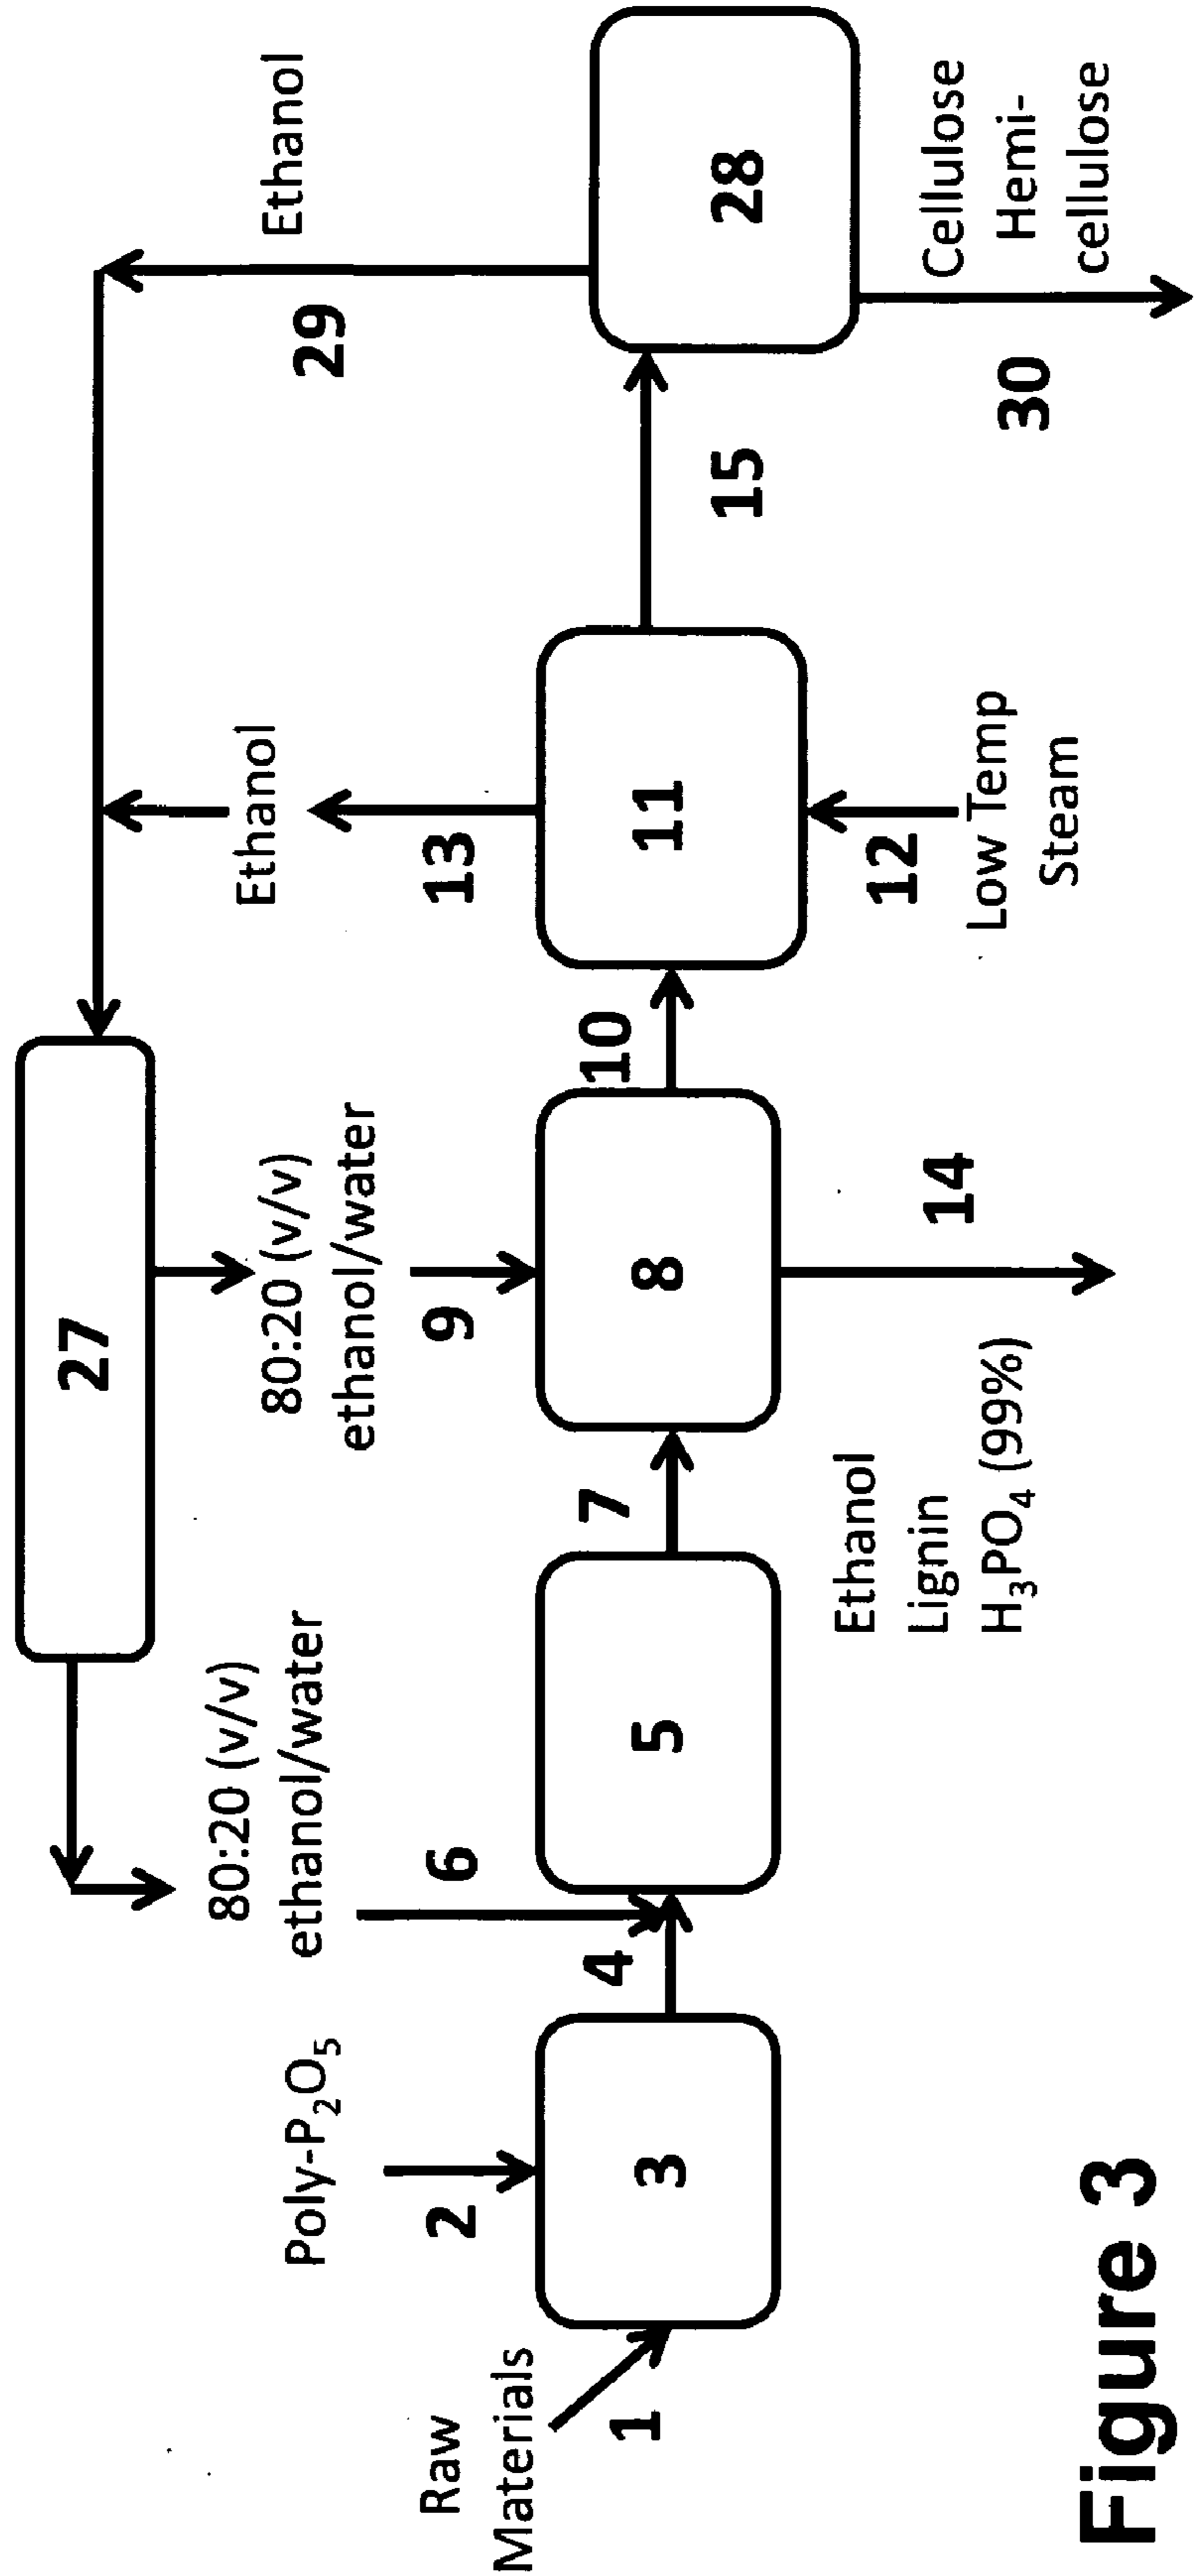 27
80:20 (v/v)
ethanol/water
80:20 (v/v)
ethanol/water
Ethanol
Ethanol
29
Poly-P₂O₅
2
6
9
13
Raw
Materials
1
3
4
5
7
8
10
11
15
28
12
Low Temp
Steam
14
Ethanol
Lignin
H₃PO₄ (99%)
30
Cellulose
Hemi-
cellulose
Figure 3